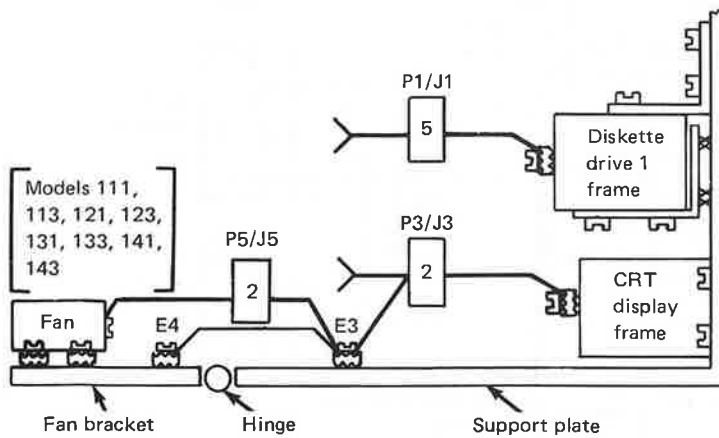 P1/J1
5
Diskette
drive 1
frame
Models 111,
113, 121, 123,
131, 133, 141,
143
P5/J5
2
P3/J3
2
CRT
display
frame
Fan
E4
E3
Fan bracket
Hinge
Support plate